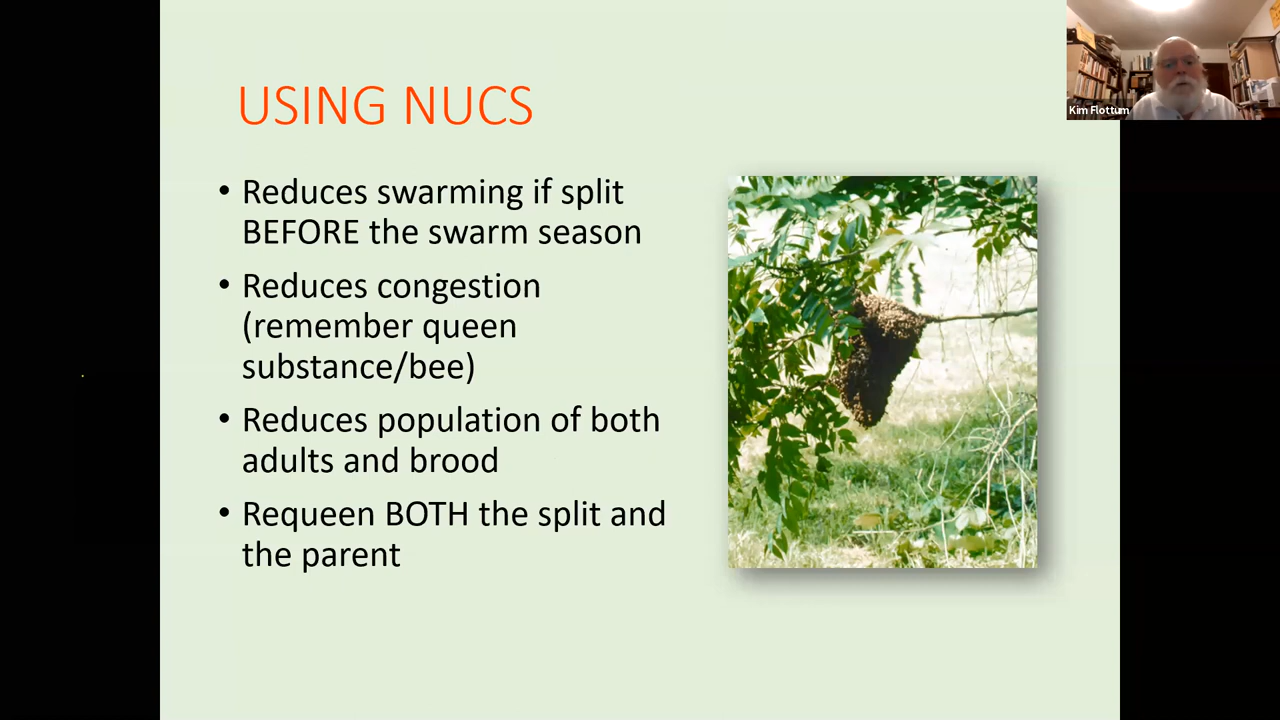 Kim Flottum
USING NUCS
• Reduces swarming if split
BEFORE the swarm season
• Reduces congestion
(remember queen
substance/bee)
• Reduces population of both
adults and brood
• Requeen BOTH the split and
the parent